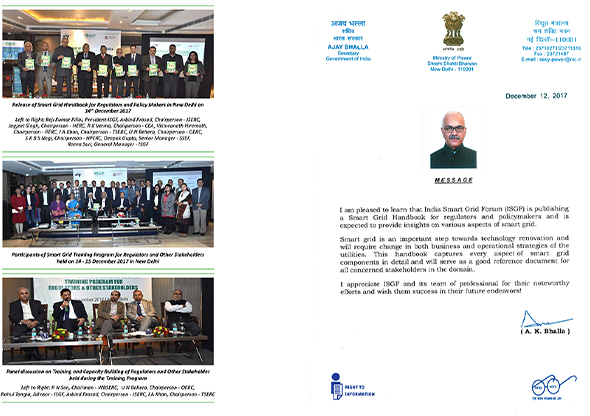 Release of Smart Grid Handbook for Regulators and Policy Makers in New Delhi on
14th December 2017
Left to Right: Reji Kumar Pillai, President-ISGF, Arbind Prasad, Chairperson - JSERC,
Jagjeet Singh, Chairperson - HERC, R K Verma, Chairperson - CEA, Vishvanath Hiremath,
Chairperson - RERC, I A Khan, Chairperson - TSERC, U N Behera, Chairperson - OERC,
S K B S Negi, Chairperson - HPERC, Deepak Gupta, Senior Manager - SSEF,
Reena Suri, General Manager - ISGF
Participants of Smart Grid Training Program for Regulators and Other Stakeholders
held on 14 - 15 December 2017 in New Delhi
TRAINING PROGRAM FOR
REGULATORS & OTHER STAKEHOLDERS
Panel discussion on Training and Capacity Building of Regulators and Other Stakeholder
held during the Training Program
Left to Right: R N Sen, Chairman - WBSERC, U N Behera, Chairperson - OERC,
Rahul Tongia, Advisor - ISGF, Arbind Prasad, Chairperson - JSERC, I.A Khan, Chairperson - TSERC
अजय भल्ला
सचिव
भारत सरकार
AJAY BHALLA
Secretary
Government of India
Ministry of Power
Shram Shakti Bhawan
New Delhi - 110001
विद्युत मंत्रालय
श्रम शक्ति भवन
नई दिल्ली-110001
Tele : 23710271/23711316
Fax : 23721487
E-mail : secy-power@nic.in
December 12, 2017
MESSAGE
I am pleased to learn that India Smart Grid Forum (ISGF) is publishing
a Smart Grid Handbook for regulators and policymakers and is
expected to provide insights on various aspects of smart grid.
Smart grid is an important step towards technology renovation and
will require change in both business and operational strategies of the
utilities. This handbook captures every aspect of smart grid
components in detail and will serve as a good reference document for
all concerned stakeholders in the domain.
I appreciate ISGF and its team of professional for their noteworthy
efforts and wish them success in their future endeavors!
( A. K. Bhalla )
RIGHT TO
INFORMATION